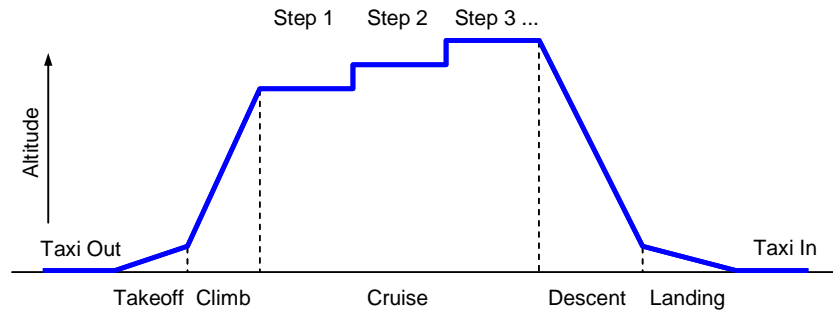 Step 1 Step 2 Step 3 ...
Altitude
Taxi Out Taxi In
Takeoff Climb Cruise Descent Landing